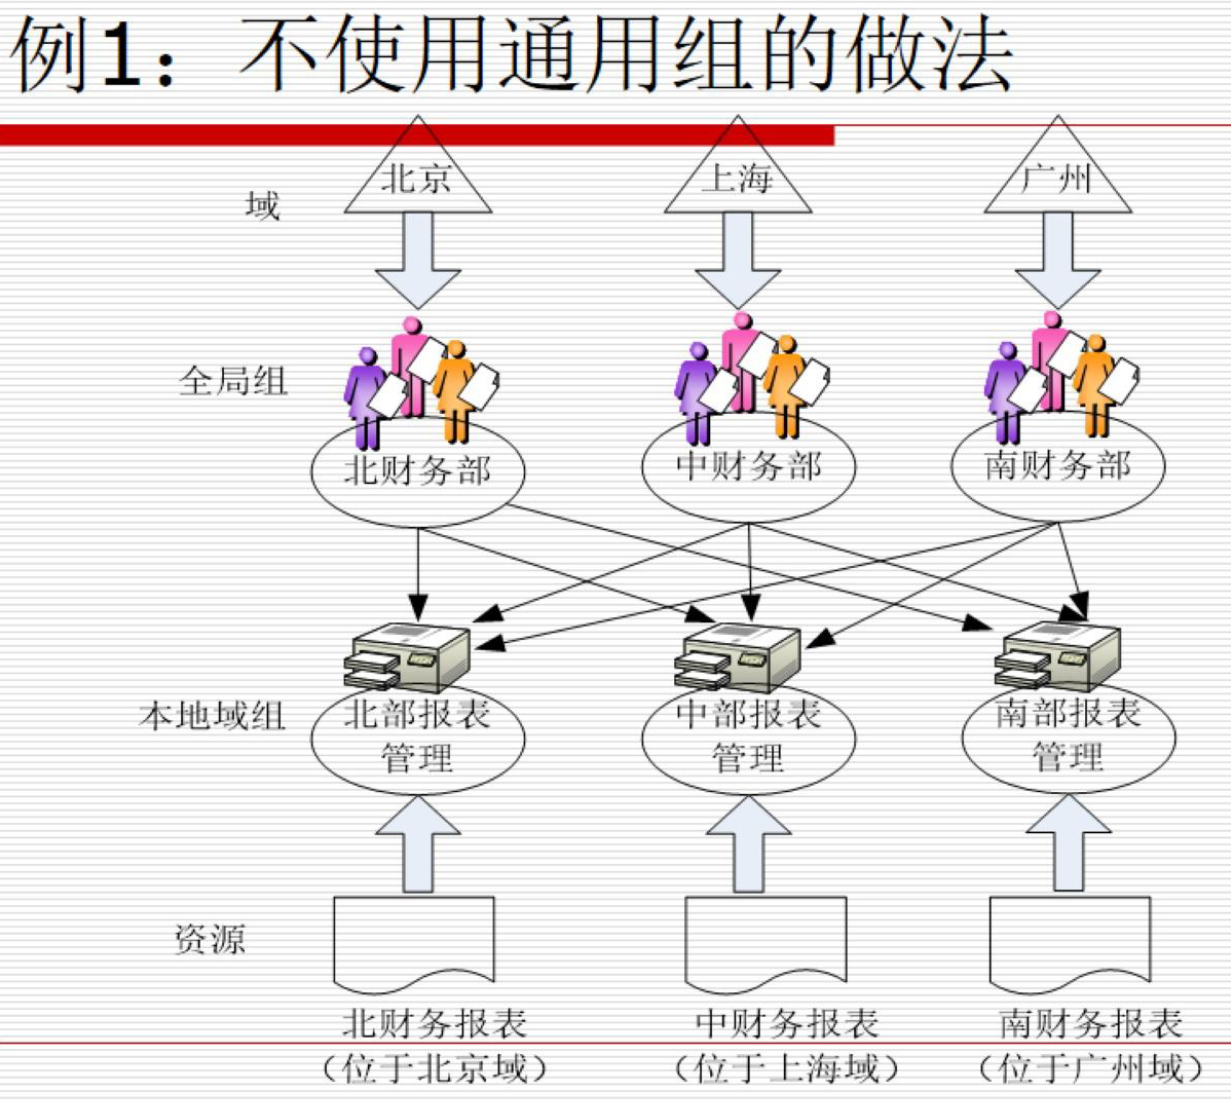 例1：不使用通用组的做法
域
北京
上海
广州
全局组
北财务部
中财务部
南财务部
本地域组
北部报表
管理
中部报表
管理
南部报表
管理
资源
北财务报表
（位于北京域）
中财务报表
（位于上海域）
南财务报表
（位于广州域）